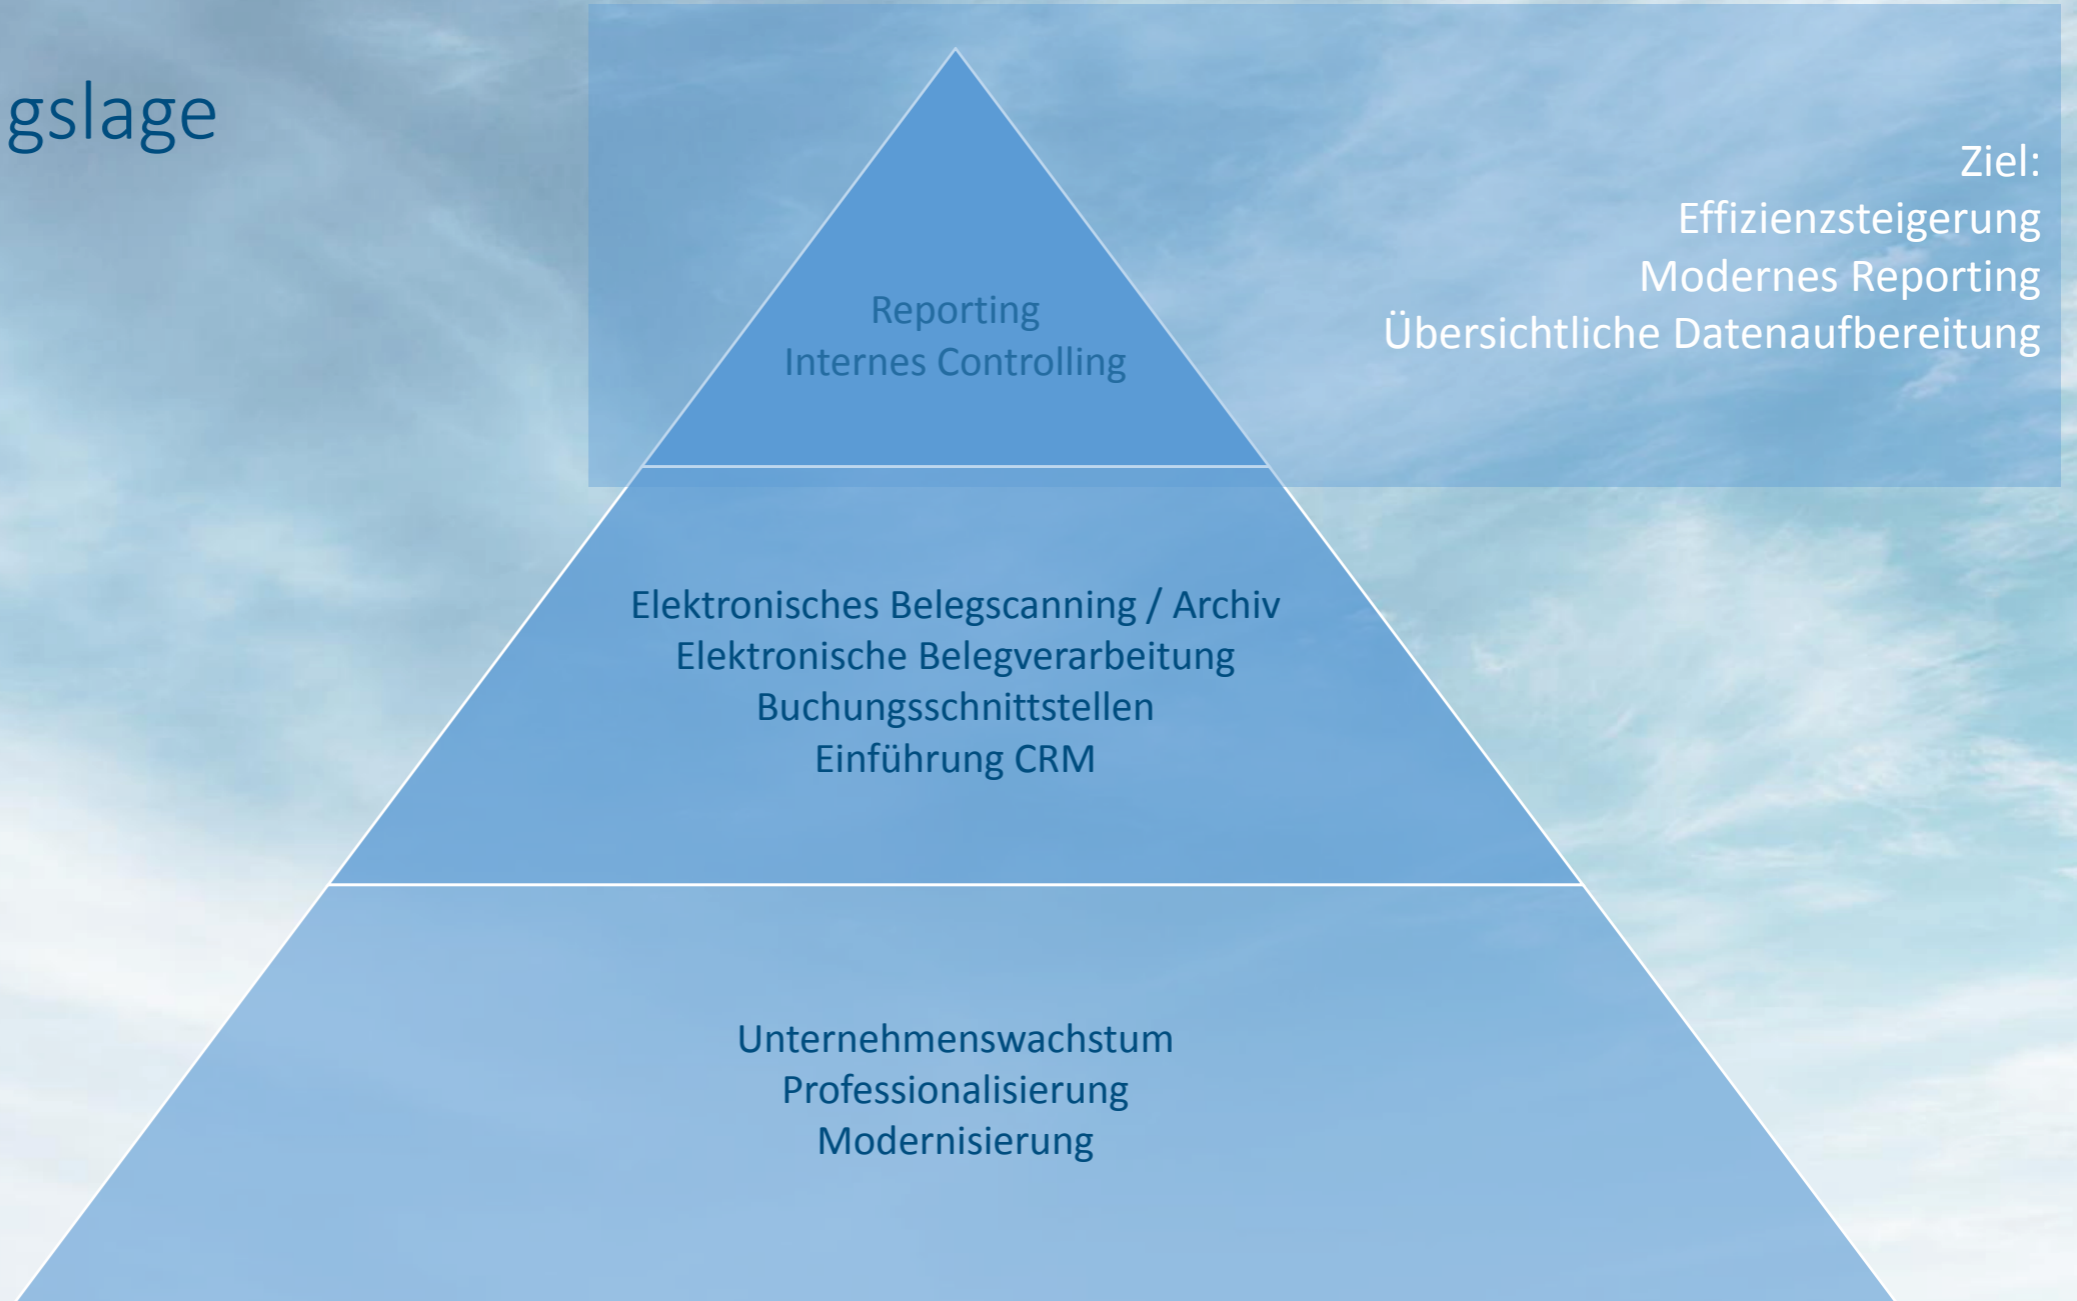 gslage
Ziel:
Effizienzsteigerung
Modernes Reporting
Übersichtliche Datenaufbereitung
Reporting
Internes Controlling
Elektronisches Belegscanning / Archiv
Elektronische Belegverarbeitung
Buchungsschnittstellen
Einführung CRM
Unternehmenswachstum
Professionalisierung
Modernisierung